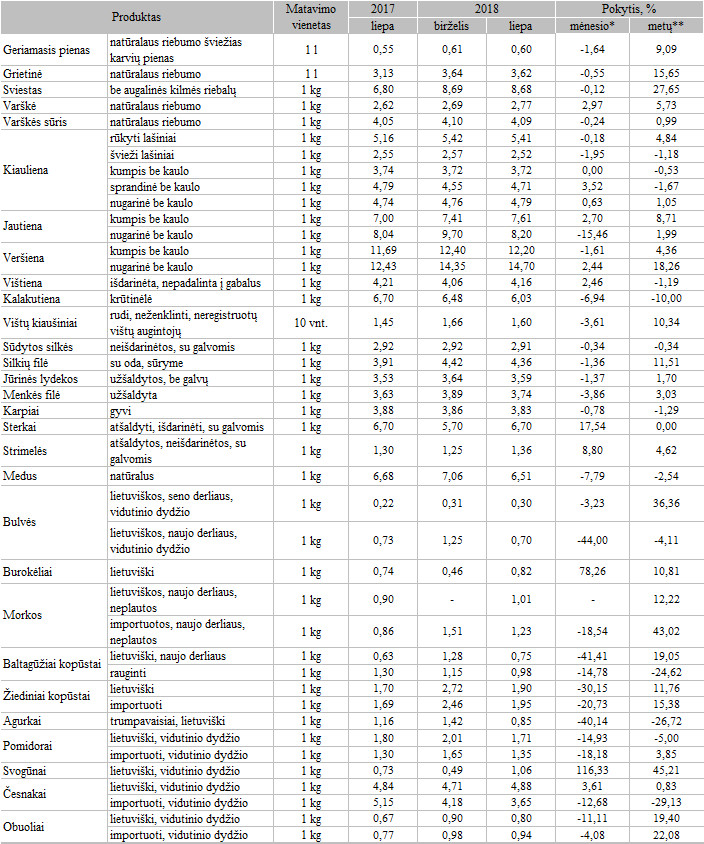 Produktas Matavimo vienetas 2017 2018 Pokytis, %
liepa birželis liepa mėnesio* metų**
Geriamasis pienas natūralaus riebumo šviežias karvių pienas 1 l 0,55 0,61 0,60 -1,64 9,09
Grietinė natūralaus riebumo 1 l 3,13 3,64 3,62 -0,55 15,65
Sviestas be augalinės kilmės riebalų 1 kg 6,80 8,69 8,68 -0,12 27,65
Varškė natūralaus riebumo 1 kg 2,62 2,69 2,77 2,97 5,73
Varškės sūris natūralaus riebumo 1 kg 4,05 4,10 4,09 -0,24 0,99
Kiauliena rūkyti lašiniai 1 kg 5,16 5,42 5,41 -0,18 4,84
švieži lašiniai 1 kg 2,55 2,57 2,52 -1,95 -1,18
kumpis be kaulo 1 kg 3,74 3,72 3,72 0,00 -0,53
sprandinė be kaulo 1 kg 4,79 4,55 4,71 3,52 -1,67
nugarinė be kaulo 1 kg 4,74 4,76 4,79 0,63 1,05
Jautiena kumpis be kaulo 1 kg 7,00 7,41 7,61 2,70 8,71
nugarinė be kaulo 1 kg 8,04 9,70 8,20 -15,46 1,99
Veršiena kumpis be kaulo 1 kg 11,69 12,40 12,20 -1,61 4,36
nugarinė be kaulo 1 kg 12,43 14,35 14,70 2,44 18,26
Vištiena išdarinėta, nepadalinta į gabalus 1 kg 4,21 4,06 4,16 2,46 -1,19
Kalakutiena krūtinėlė 1 kg 6,70 6,48 6,03 -6,94 -10,00
Vištų kiaušiniai rudi, neženklinti, neregistruotų vištų augintojų 10 vnt. 1,45 1,66 1,60 -3,61 10,34
Sūdytos silkės neišdarinėtos, su galvomis 1 kg 2,92 2,92 2,91 -0,34 -0,34
Silkių filė su oda, sūryme 1 kg 3,91 4,42 4,36 -1,36 11,51
Jūrinės lydekos užšaldytos, be galvų 1 kg 3,53 3,64 3,59 -1,37 1,70
Menkės filė užšaldyta 1 kg 3,63 3,89 3,74 -3,86 3,03
Karpiai gyvi 1 kg 3,88 3,86 3,83 -0,78 -1,29
Sterkai atšaldyti, išdarinėti, su galvomis 1 kg 6,70 5,70 6,70 17,54 0,00
Strimelės atšaldytos, neišdarinėtos, su galvomis 1 kg 1,30 1,25 1,36 8,80 4,62
Medus natūralus 1 kg 6,68 7,06 6,51 -7,79 -2,54
Bulvės lietuviškos, seno derliaus, vidutinio dydžio 1 kg 0,22 0,31 0,30 -3,23 36,36
lietuviškos, naujo derliaus, vidutinio dydžio 1 kg 0,73 1,25 0,70 -44,00 -4,11
Burokėliai lietuviški 1 kg 0,74 0,46 0,82 78,26 10,81
Morkos lietuviškos, naujo derliaus, neplautos 1 kg 0,90 - 1,01 - 12,22
importuotos, naujo derliaus, neplautos 1 kg 0,86 1,51 1,23 -18,54 43,02
Baltagūžiai kopūstai lietuviški, naujo derliaus 1 kg 0,63 1,28 0,75 -41,41 19,05
rauginti 1 kg 1,30 1,15 0,98 -14,78 -24,62
Žiediniai kopūstai lietuviški 1 kg 1,70 2,72 1,90 -30,15 11,76
importuoti 1 kg 1,69 2,46 1,95 -20,73 15,38
Agurkai trumpavaisiai, lietuviški 1 kg 1,16 1,42 0,85 -40,14 -26,72
Pomidorai lietuviški, vidutinio dydžio 1 kg 1,80 2,01 1,71 -14,93 -5,00
importuoti, vidutinio dydžio 1 kg 1,30 1,65 1,35 -18,18 3,85
Svogūnai lietuviški, vidutinio dydžio 1 kg 0,73 0,49 1,06 116,33 45,21
Česnakai lietuviški, vidutinio dydžio 1 kg 4,84 4,71 4,88 3,61 0,83
importuoti, vidutinio dydžio 1 kg 5,15 4,18 3,65 -12,68 -29,13
Obuoliai lietuviški, vidutinio dydžio 1 kg 0,67 0,90 0,80 -11,11 19,40
importuoti, vidutinio dydžio 1 kg 0,77 0,98 0,94 -4,08 22,08